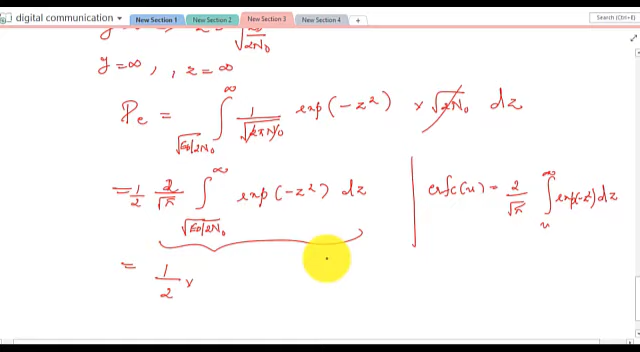 digital communication New Section 1 New Section 2 New Section 3 New Section 4 + Search (Ctrl+E)
√2N₀
y=∞, , z=∞
Pe = ∫_{√E₀/2N₀}^{∞} 1/√2πN₀ exp(-z²) × √2N₀ dz
= 1/2 2/√π ∫_{√E₀/2N₀}^{∞} exp(-z²) dz
erfc(u) = 2/√π ∫_{u}^{∞} exp(-z²) dz
= 1/2 ×